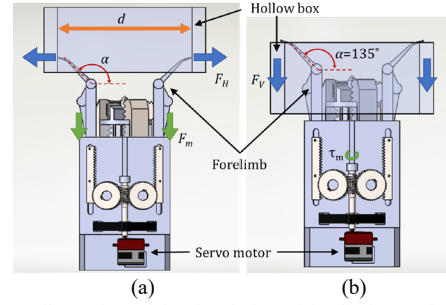 Hollow box
d
α
F_H
F_m
α=135°
F_V
Forelimb
τ_m
Servo motor
(a)
(b)